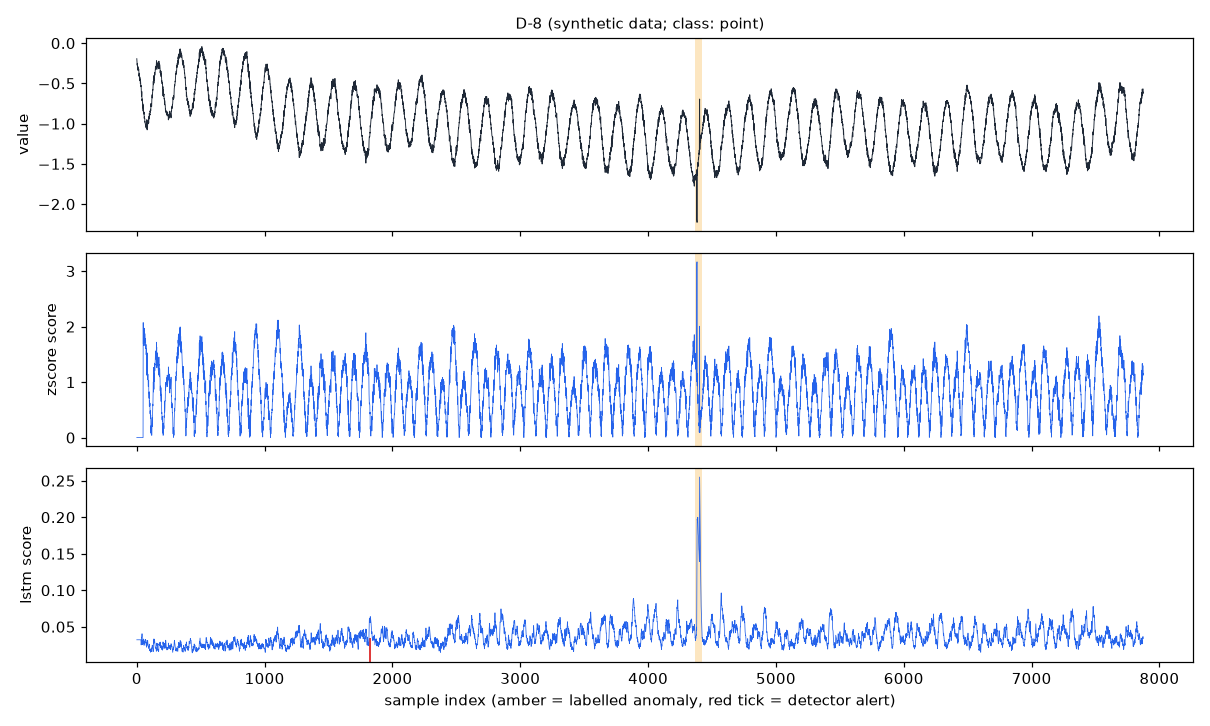 D-8 (synthetic data; class: point)
0.0
−0.5
−1.0
−1.5
−2.0
value
3
2
1
0
zscore score
0.25
0.20
0.15
0.10
0.05
lstm score
0 1000 2000 3000 4000 5000 6000 7000 8000
sample index (amber = labelled anomaly, red tick = detector alert)